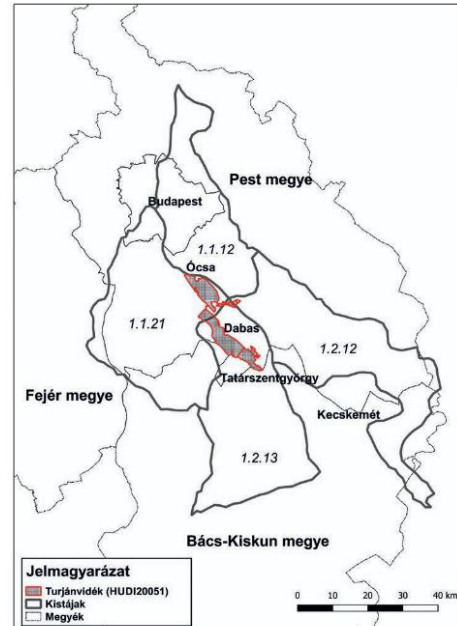 Pest megye
Budapest
1.1.12
Ócsa
1.1.21
Dabas
1.2.12
Tatárszentgyörgy
Fejér megye
Kecskemét
1.2.13
Bács-Kiskun megye
Jelmagyarázat
Turjánvidék (HUDI20051)
Kistájak
Megyék
0 10 20 30 40 km